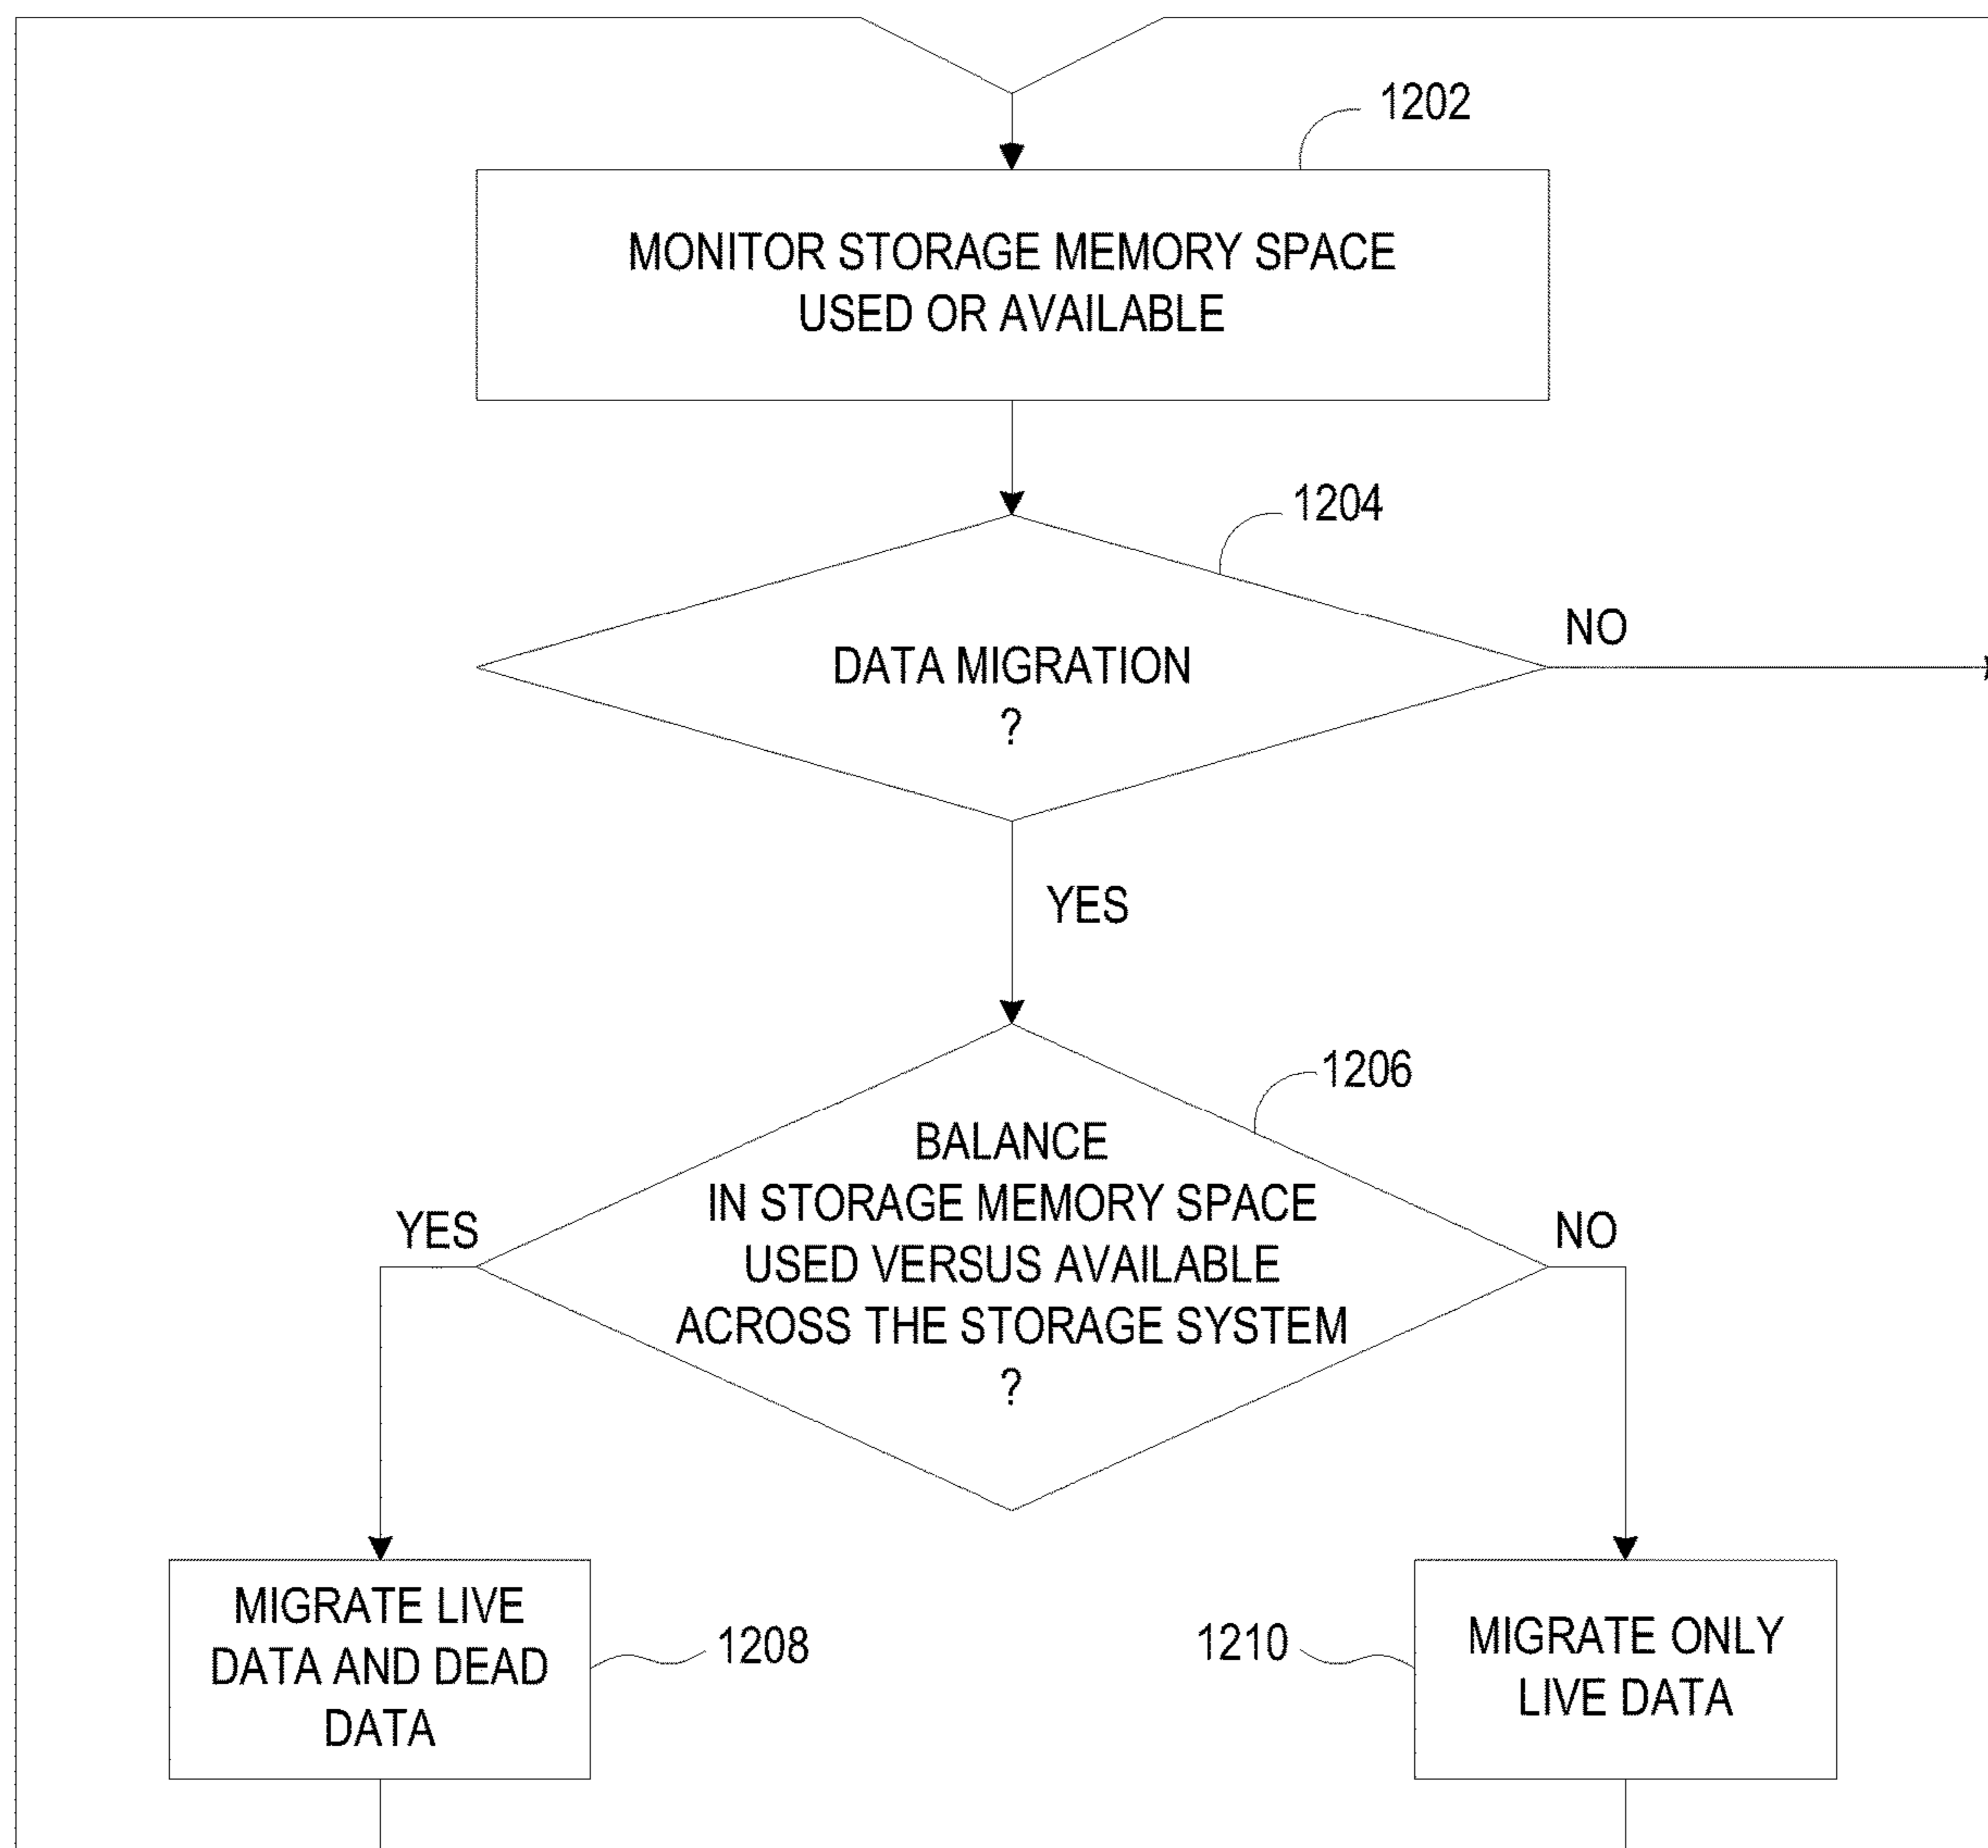 1202
MONITOR STORAGE MEMORY SPACE
USED OR AVAILABLE
1204
NO
DATA MIGRATION
?
YES
1206
BALANCE
IN STORAGE MEMORY SPACE
USED VERSUS AVAILABLE
ACROSS THE STORAGE SYSTEM
?
YES
NO
MIGRATE LIVE
DATA AND DEAD
DATA
1208
1210
MIGRATE ONLY
LIVE DATA